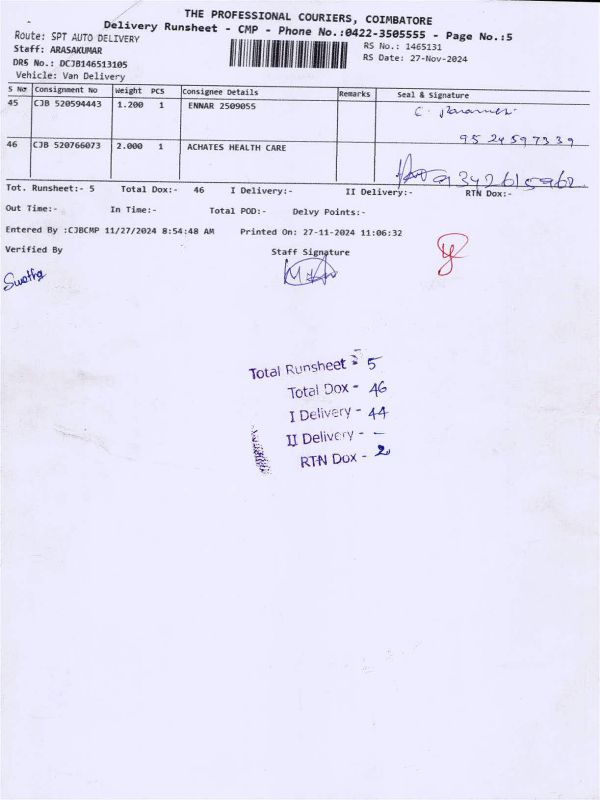 THE PROFESSIONAL COURIERS, COIMBATORE
Delivery Runsheet - CMP - Phone No.:0422-3505555 - Page No.:5
Route: SPT AUTO DELIVERY
RS No.: 1465131
Staff: ARASAKUMAR
RS Date: 27-Nov-2024
DRS No.: DCJB146513105
Vehicle: Van Delivery
S No Consignment No Weight PCS Consignee Details Remarks Seal & Signature
45 CJB 520594443 1.200 1 ENNAR 2509055
9524597339
46 CJB 520766073 2.000 1 ACHATES HEALTH CARE
9342615962
Tot. Runsheet:- 5 Total Dox:- 46 I Delivery:- II Delivery:- RTN Dox:-
Out Time:- In Time:- Total POD:- Delvy Points:-
Entered By :CJBCMP 11/27/2024 8:54:48 AM Printed On: 27-11-2024 11:06:32
Verified By Staff Signature
Swatha
Total Runsheet - 5
Total Dox - 46
I Delivery - 44
II Delivery - -
RTN Dox - 2